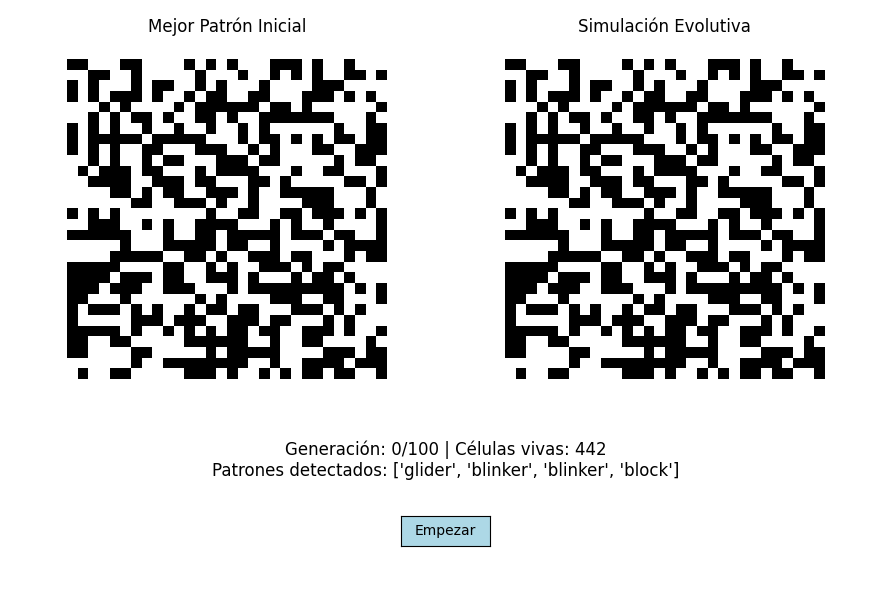 Mejor Patrón Inicial
Simulación Evolutiva
Generación: 0/100 | Células vivas: 442
Patrones detectados: ['glider', 'blinker', 'blinker', 'block']
Empezar